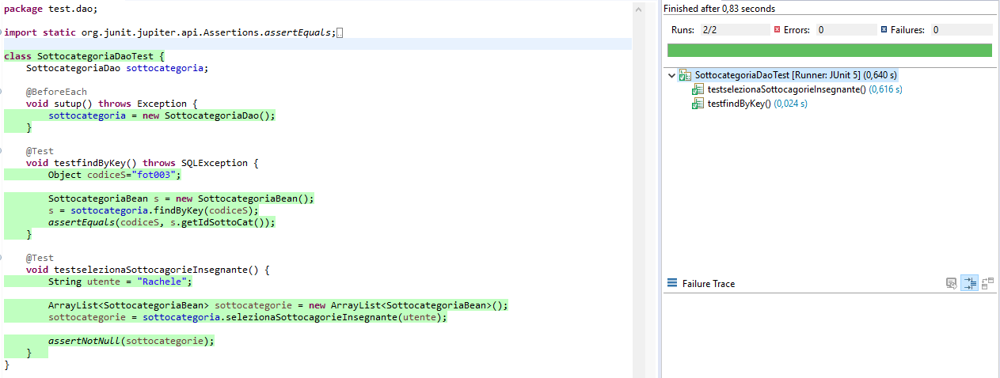 package test.dao;
import static org.junit.jupiter.api.Assertions.assertEquals;
class SottocategoriaDaoTest {
SottocategoriaDao sottocategoria;
@BeforeEach
void sutup() throws Exception {
sottocategoria = new SottocategoriaDao();
}
@Test
void testfindByKey() throws SQLException {
Object codiceS="fot003";
SottocategoriaBean s = new SottocategoriaBean();
s = sottocategoria.findByKey(codiceS);
assertEquals(codiceS, s.getIdSottoCat());
}
@Test
void testselezionaSottocagorieInsegnante() {
String utente = "Rachele";
ArrayList<SottocategoriaBean> sottocategorie = new ArrayList<SottocategoriaBean>();
sottocategorie = sottocategoria.selezionaSottocagorieInsegnante(utente);
assertNotNull(sottocategorie);
}
}
Finished after 0,83 seconds
Runs: 2/2 Errors: 0 Failures: 0
SottocategoriaDaoTest [Runner: JUnit 5] (0,640 s)
testselezionaSottocagorieInsegnante() (0,616 s)
testfindByKey() (0,024 s)
Failure Trace